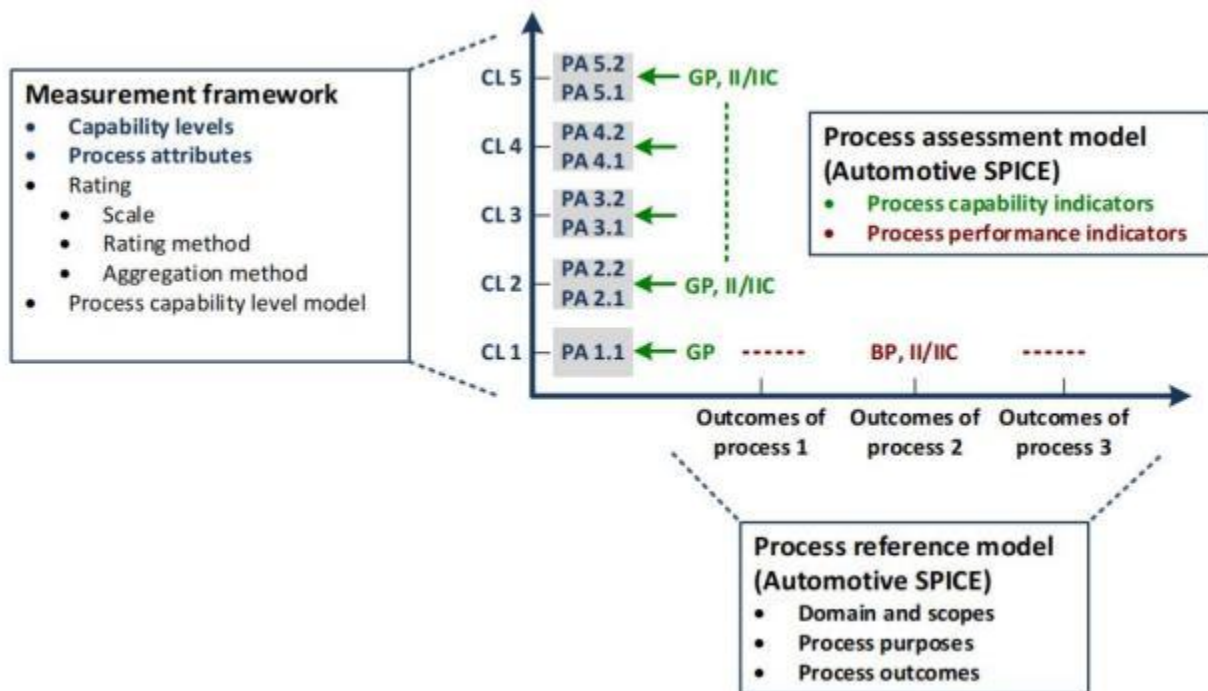 Measurement framework
• Capability levels
• Process attributes
• Rating
• Scale
• Rating method
• Aggregation method
• Process capability level model
CL 5
PA 5.2
PA 5.1
GP, II/IIC
CL 4
PA 4.2
PA 4.1
CL 3
PA 3.2
PA 3.1
CL 2
PA 2.2
PA 2.1
GP, II/IIC
CL 1
PA 1.1
GP
BP, II/IIC
Outcomes of
process 1
Outcomes of
process 2
Outcomes of
process 3
Process assessment model
(Automotive SPICE)
• Process capability indicators
• Process performance indicators
Process reference model
(Automotive SPICE)
• Domain and scopes
• Process purposes
• Process outcomes